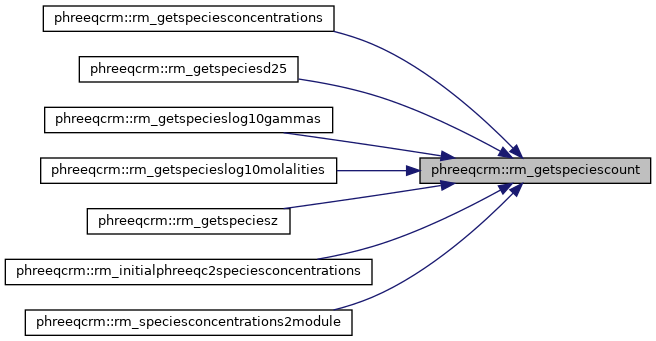 phreeqcrm::rm_getspeciesconcentrations
phreeqcrm::rm_getspeciesd25
phreeqcrm::rm_getspecieslog10gammas
phreeqcrm::rm_getspecieslog10molalities
phreeqcrm::rm_getspeciescount
phreeqcrm::rm_getspeciesz
phreeqcrm::rm_initialphreeqc2speciesconcentrations
phreeqcrm::rm_speciesconcentrations2module